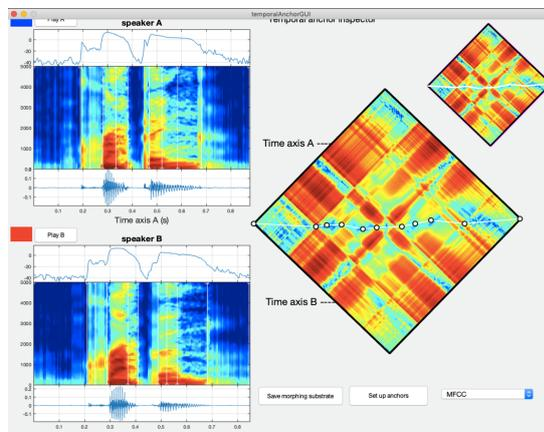 temporalAnchorGUI
Play A
speaker A
Temporal anchor inspector
0
-20
-40
5000
4000
3000
2000
1000
0.1
0
-0.1
0.1 0.2 0.3 0.4 0.5 0.6 0.7 0.8
Time axis A (s)
Play B
speaker B
0
-20
-40
5000
4000
3000
2000
1000
0.1
0
-0.1
0.1 0.2 0.3 0.4 0.5 0.6 0.7 0.8
Time axis A
Time axis B
Save morphing substrate
Set up anchors
MFCC